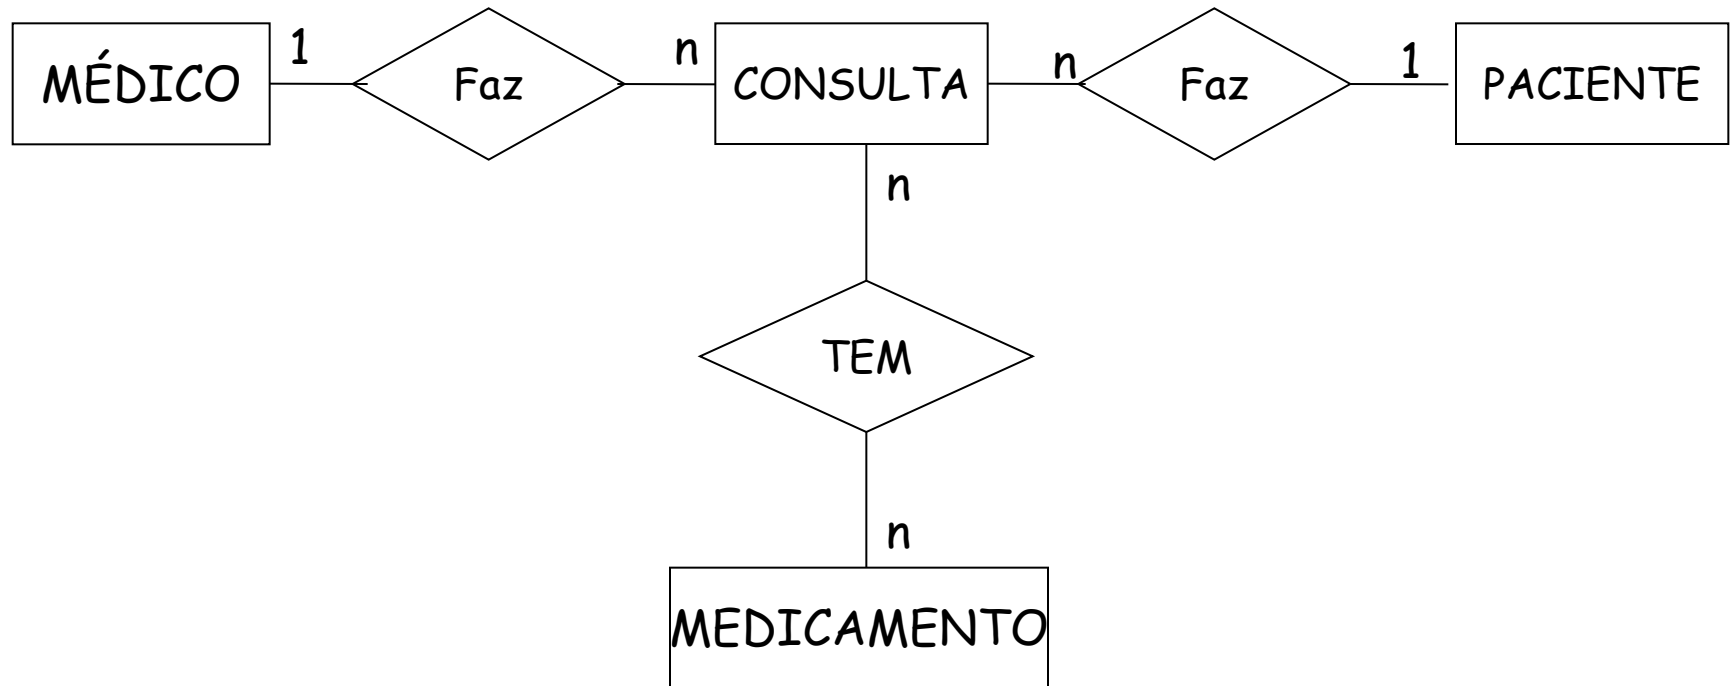 MÉDICO
1
Faz
n
CONSULTA
n
Faz
1
PACIENTE
n
TEM
n
MEDICAMENTO